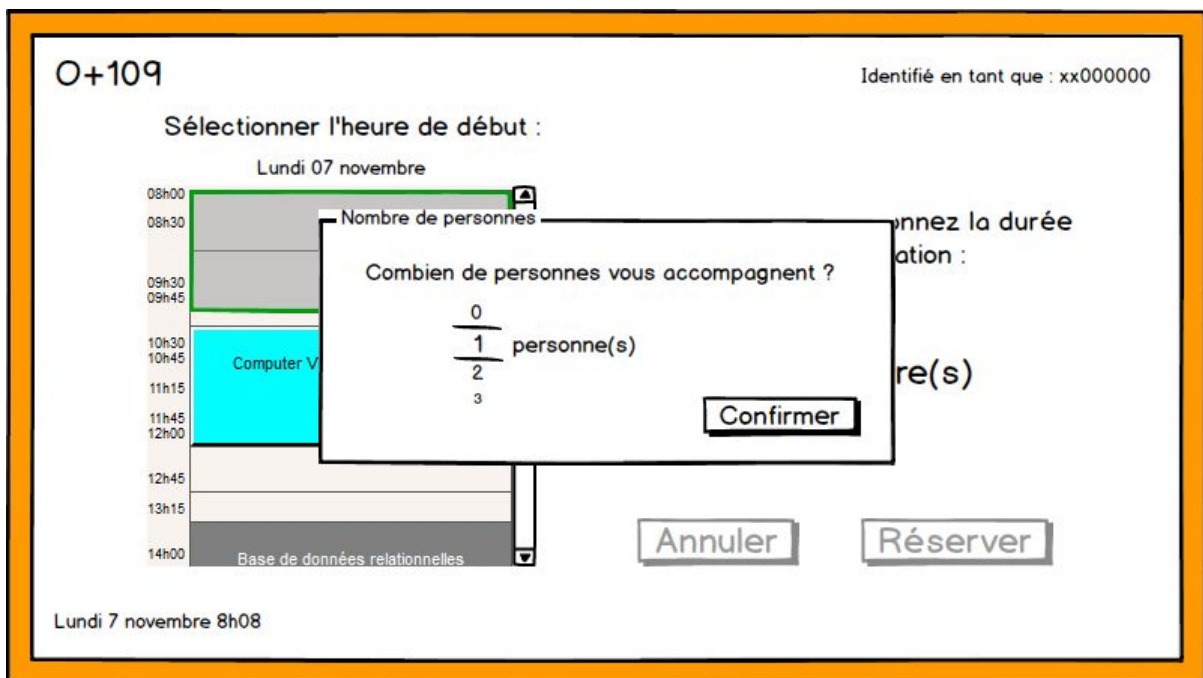 O+109
Identifié en tant que : xx000000
Sélectionner l'heure de début :
Lundi 07 novembre
08h00
08h30
09h30
09h45
10h30
10h45
11h15
11h45
12h00
12h45
13h15
14h00
Computer V
Base de données relationnelles
Nombre de personnes
Combien de personnes vous accompagnent ?
0
1 personne(s)
2
3
Confirmer
onnez la durée
ation :
re(s)
Annuler
Réserver
Lundi 7 novembre 8h08